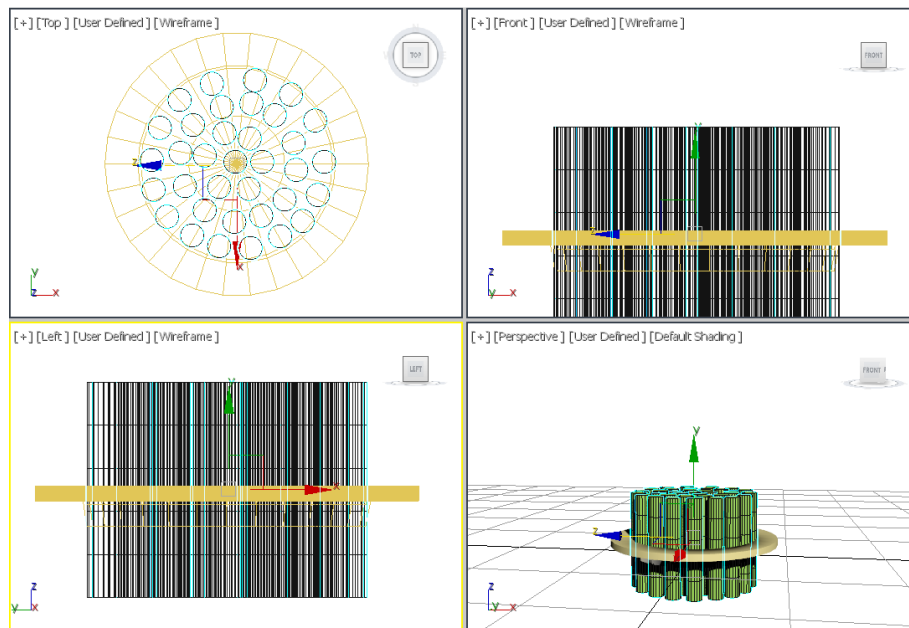 [+] [Top] [User Defined] [Wireframe]
TOP
z
x
y
z x
[+] [Front] [User Defined] [Wireframe]
FRONT
y
z
z
y x
[+] [Left] [User Defined] [Wireframe]
LEFT
y
x
z
y x
[+] [Perspective] [User Defined] [Default Shading]
FRONT
y
z
z
y x